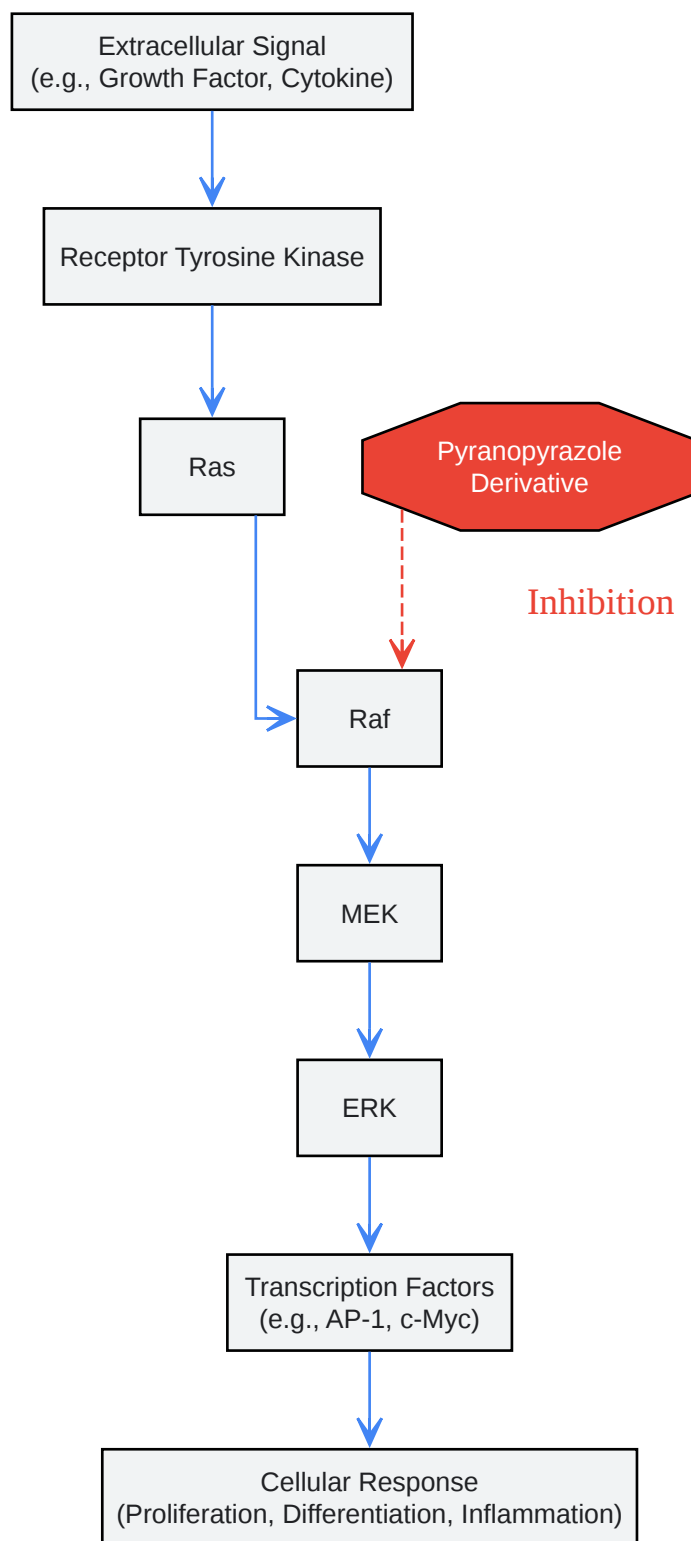 Extracellular Signal
(e.g., Growth Factor, Cytokine)
Receptor Tyrosine Kinase
Ras
Pyranopyrazole
Derivative
Inhibition
Raf
MEK
ERK
Transcription Factors
(e.g., AP-1, c-Myc)
Cellular Response
(Proliferation, Differentiation, Inflammation)